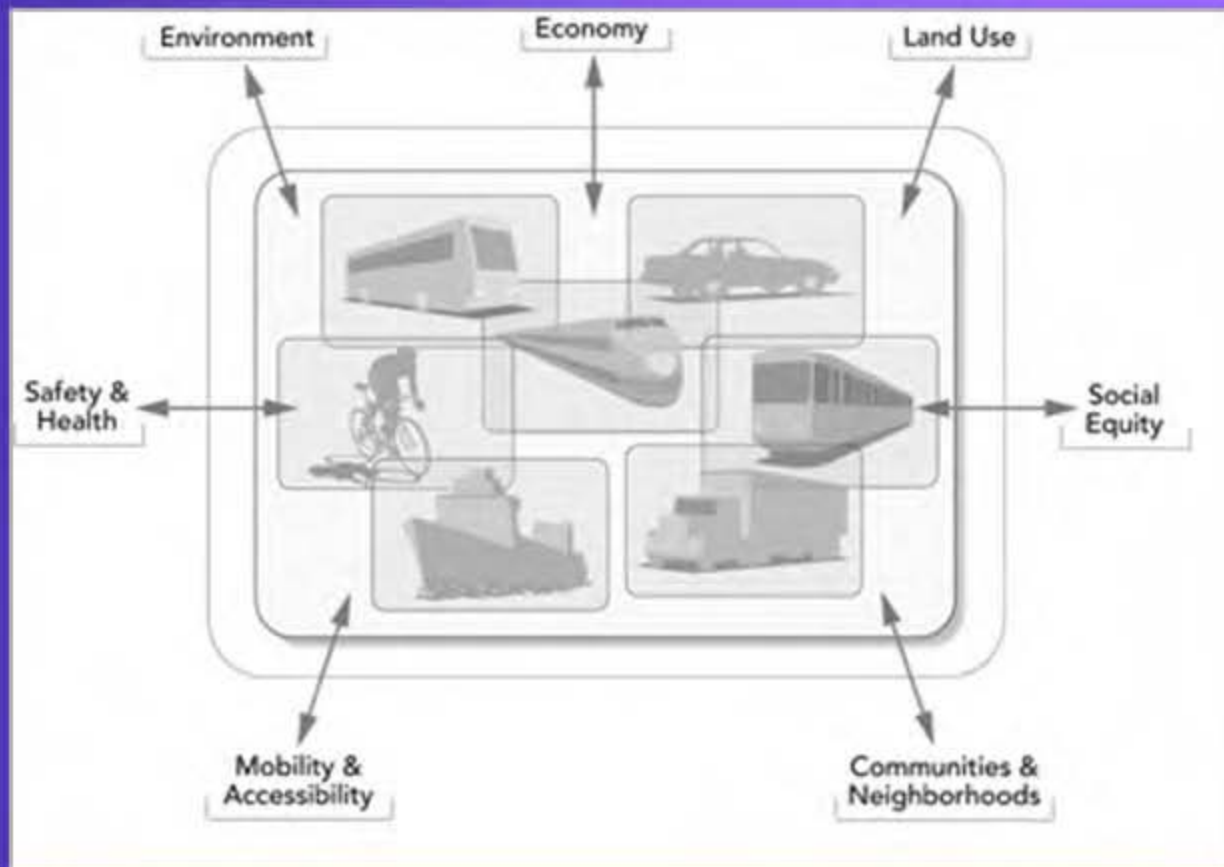 Environment
Economy
Land Use
Safety &
Health
Social
Equity
Mobility &
Accessibility
Communities &
Neighborhoods